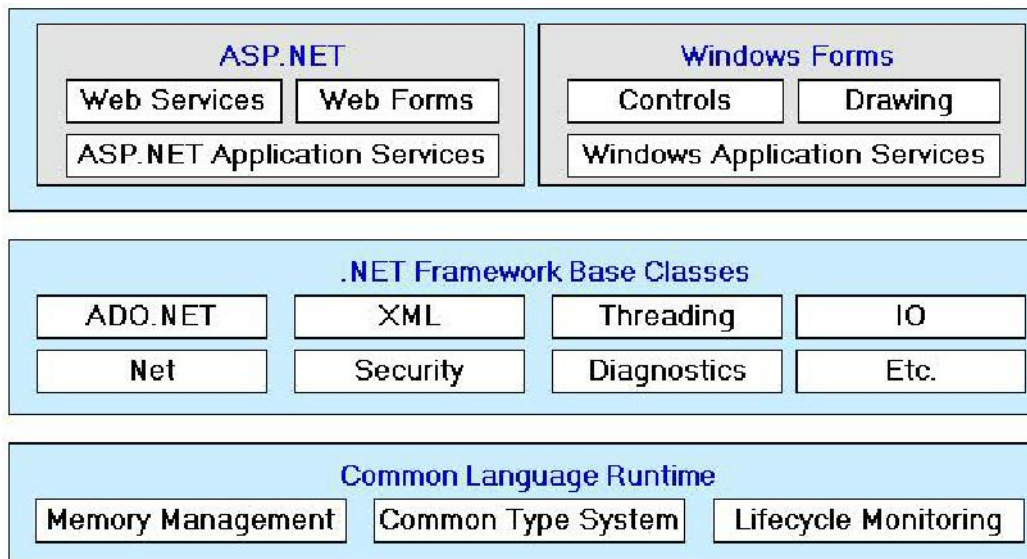 ASP.NET
Web Services Web Forms
ASP.NET Application Services
Windows Forms
Controls Drawing
Windows Application Services
.NET Framework Base Classes
ADO.NET XML Threading IO
Net Security Diagnostics Etc.
Common Language Runtime
Memory Management Common Type System Lifecycle Monitoring